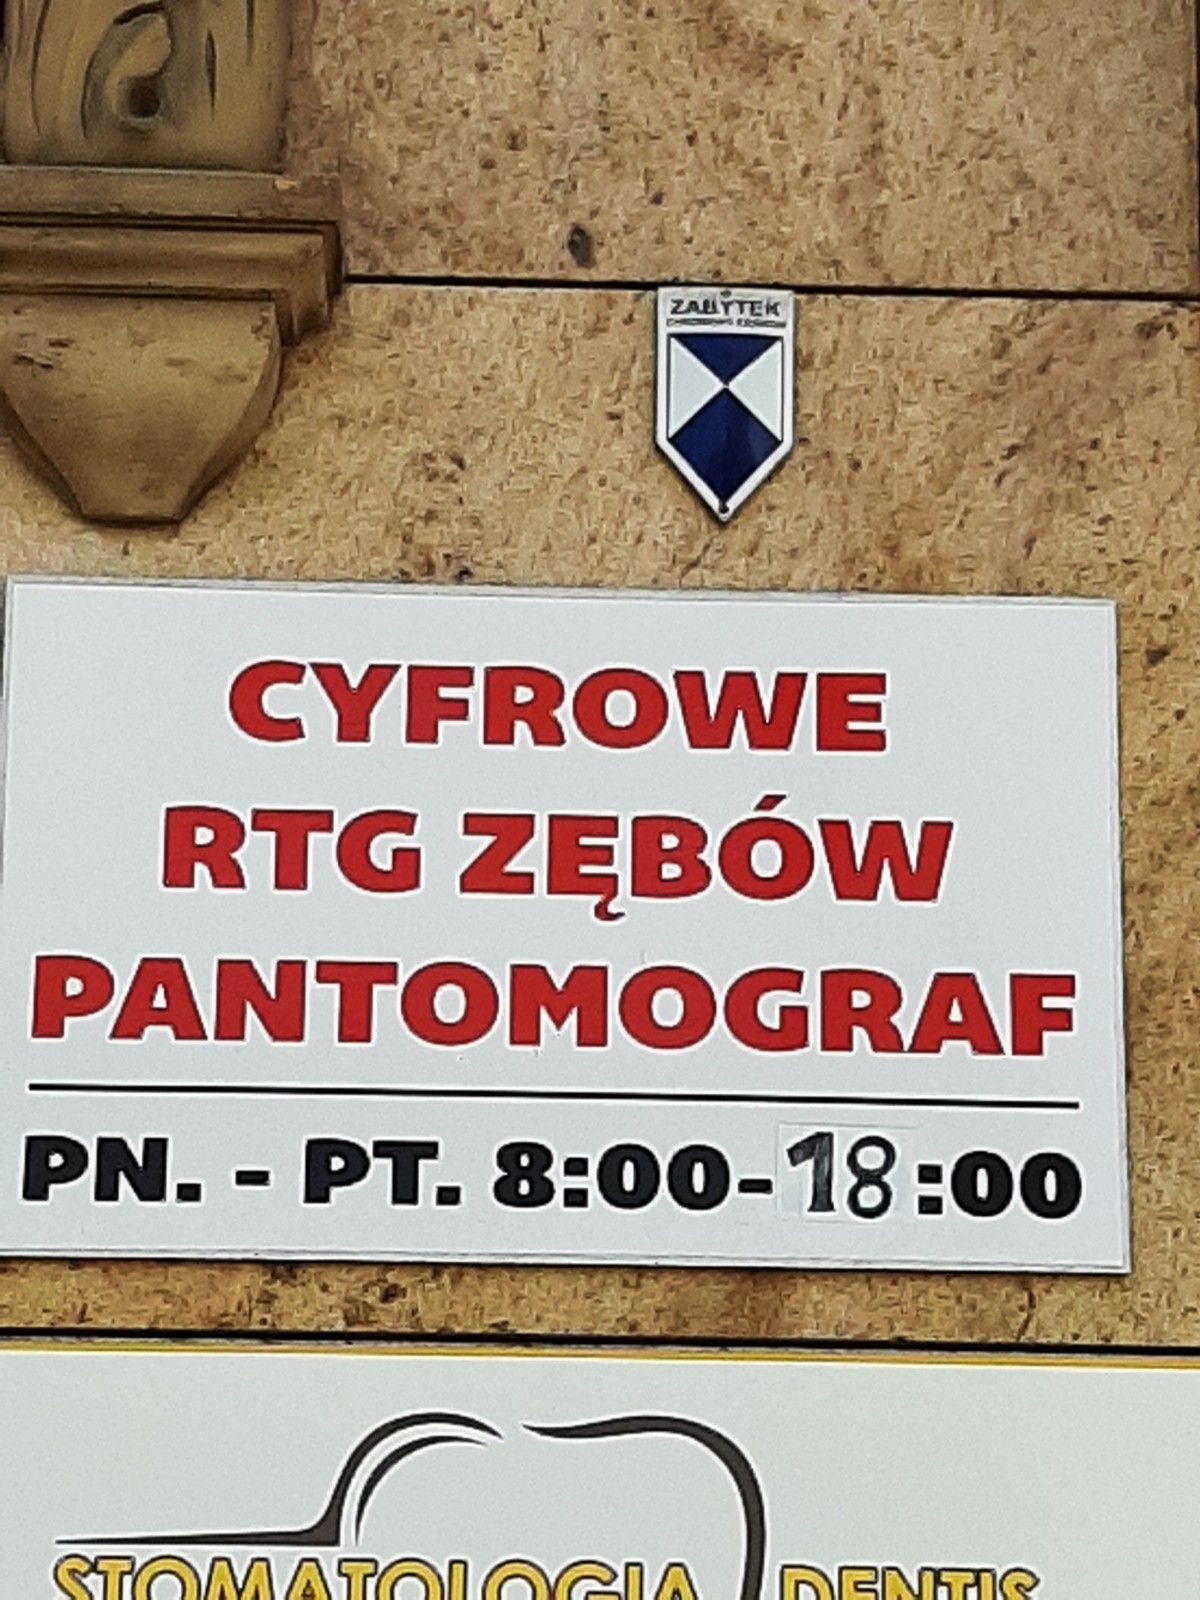 ZABYTEK
CYFROWE
RTG ZĘBÓW
PANTOMOGRAF
PN. - PT. 8:00-18:00
STOMATOLOGIA DENTIS